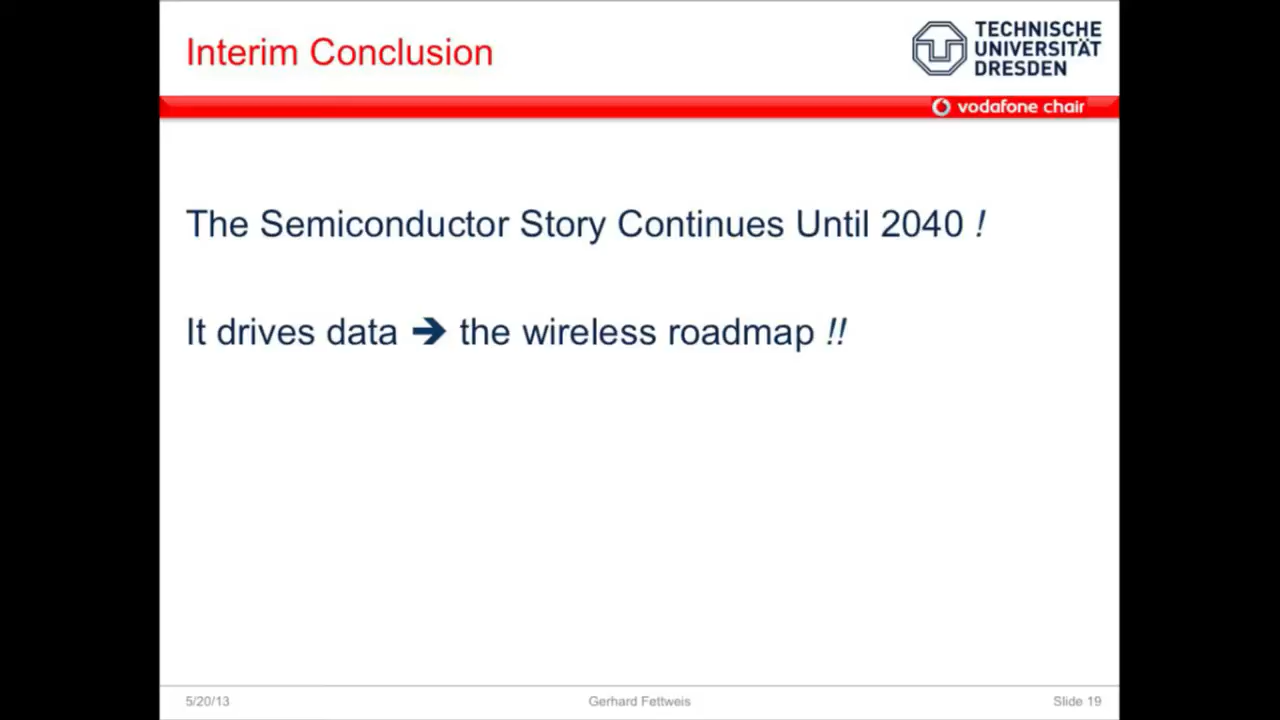 Interim Conclusion
TECHNISCHE
UNIVERSITÄT
DRESDEN
vodafone chair
The Semiconductor Story Continues Until 2040 !
It drives data ➔ the wireless roadmap !!
5/20/13
Gerhard Fettweis
Slide 19